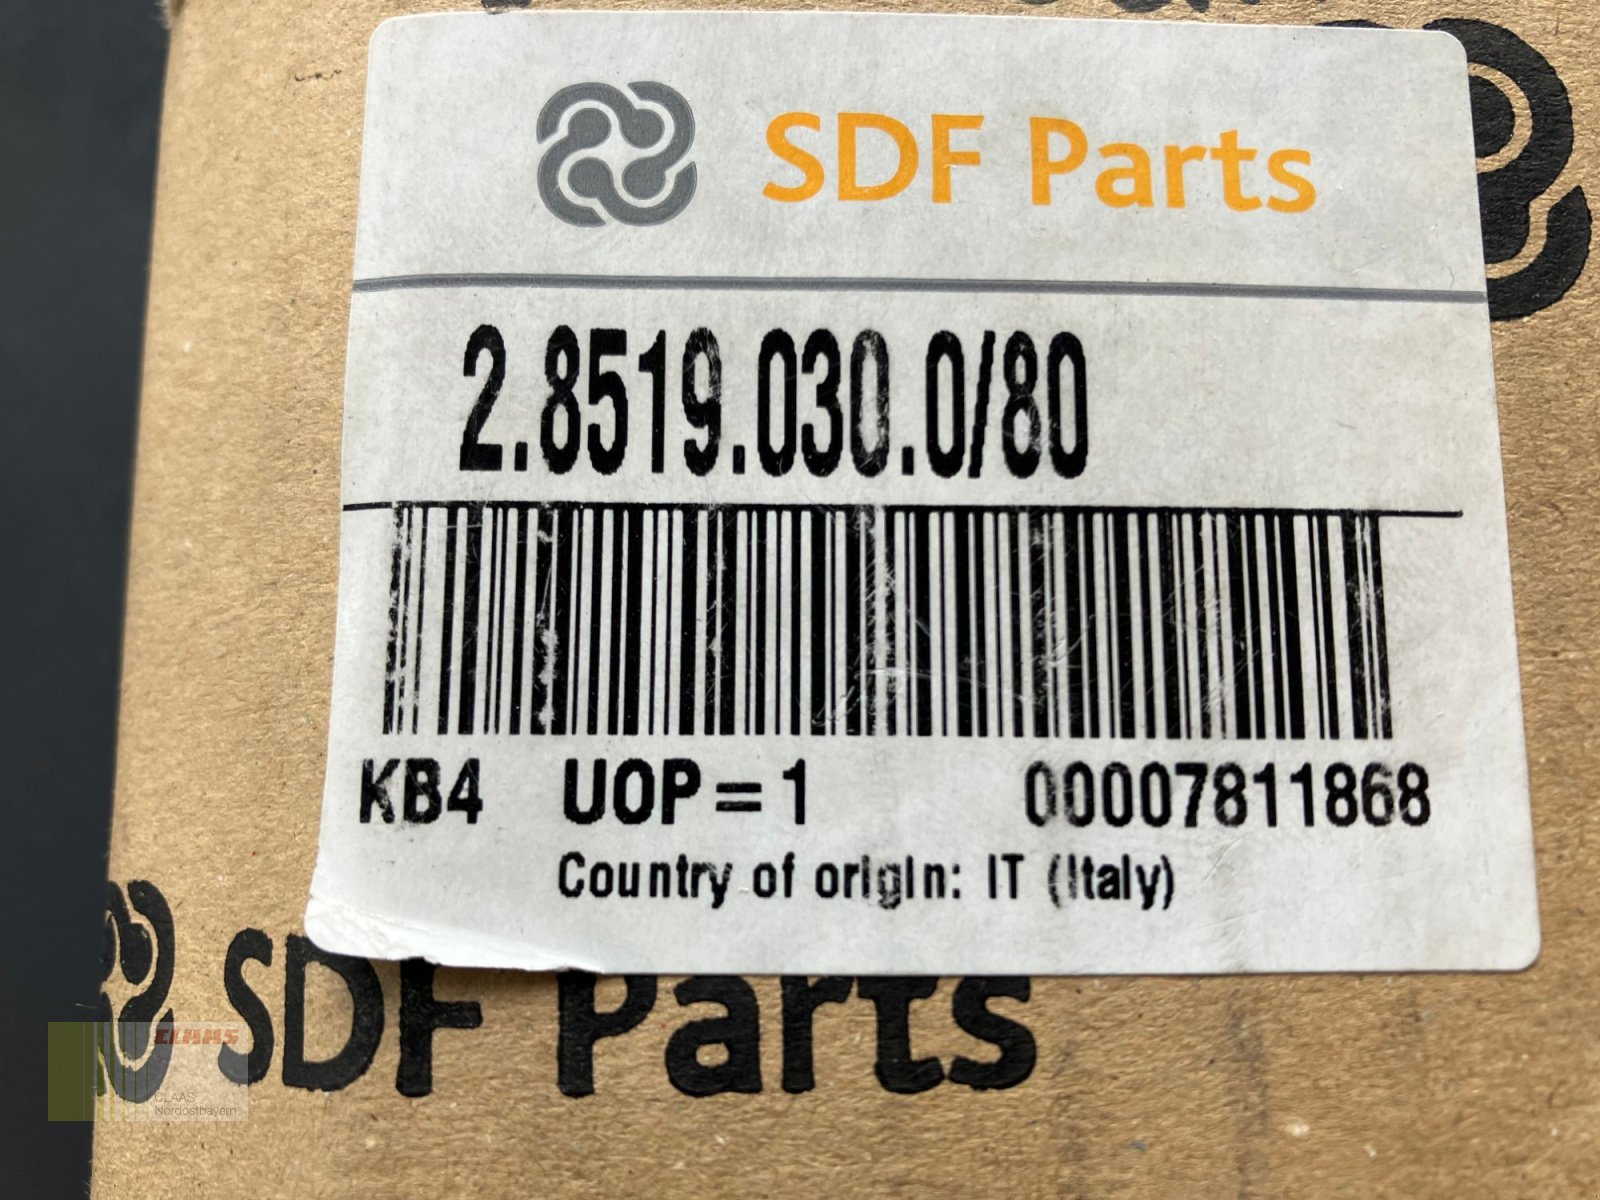 SDF Parts
2.8519.030.0/80
KB4 UOP=1 00007811868
Country of origin: IT (Italy)
SDF Parts
CLAAS
CLAAS
Nordostbayern